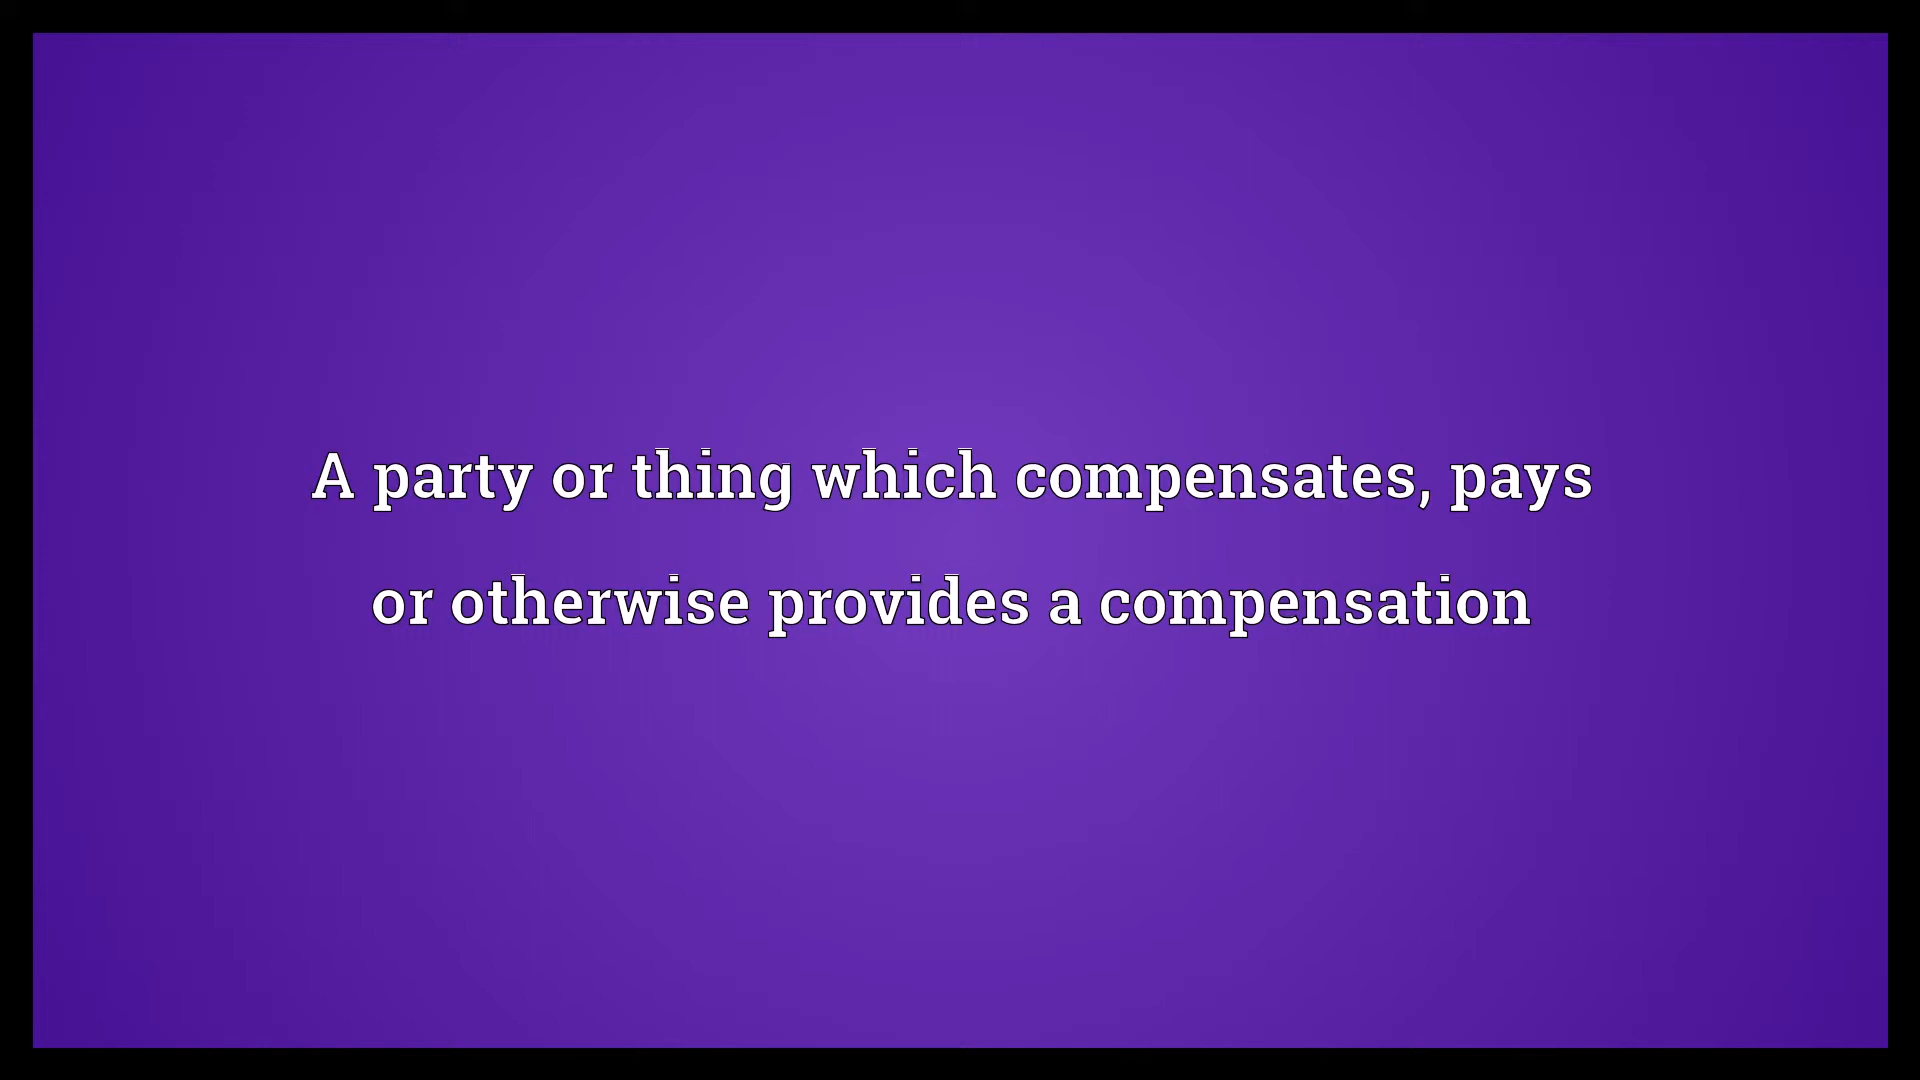 A party or thing which compensates, pays
or otherwise provides a compensation